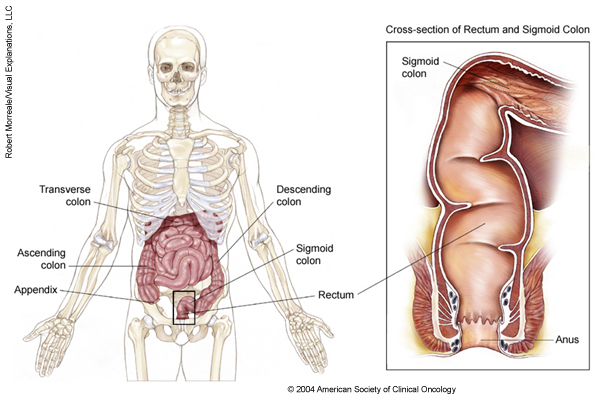 Robert Morreale/Visual Explanations, LLC
Cross-section of Rectum and Sigmoid Colon
Sigmoid
colon
Transverse
colon
Descending
colon
Ascending
colon
Sigmoid
colon
Appendix
Rectum
Anus
© 2004 American Society of Clinical Oncology